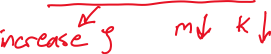 increase ζ m↓ K↓